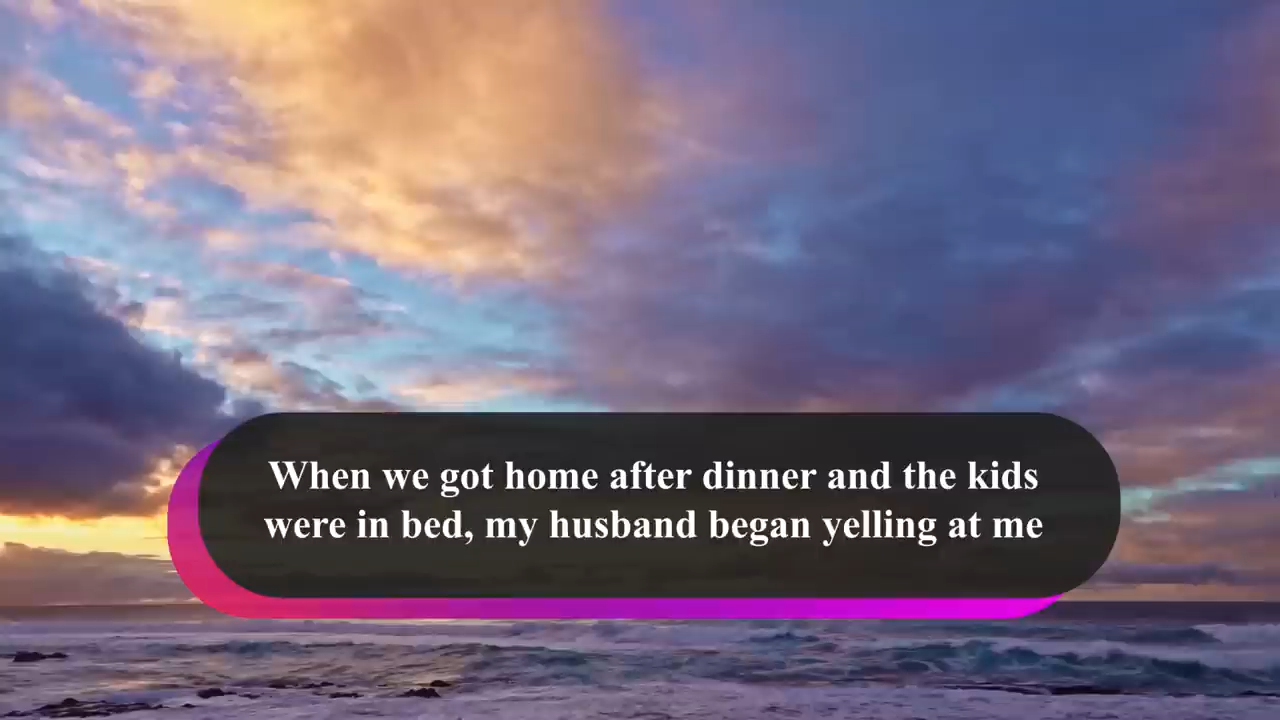 When we got home after dinner and the kids
were in bed, my husband began yelling at me